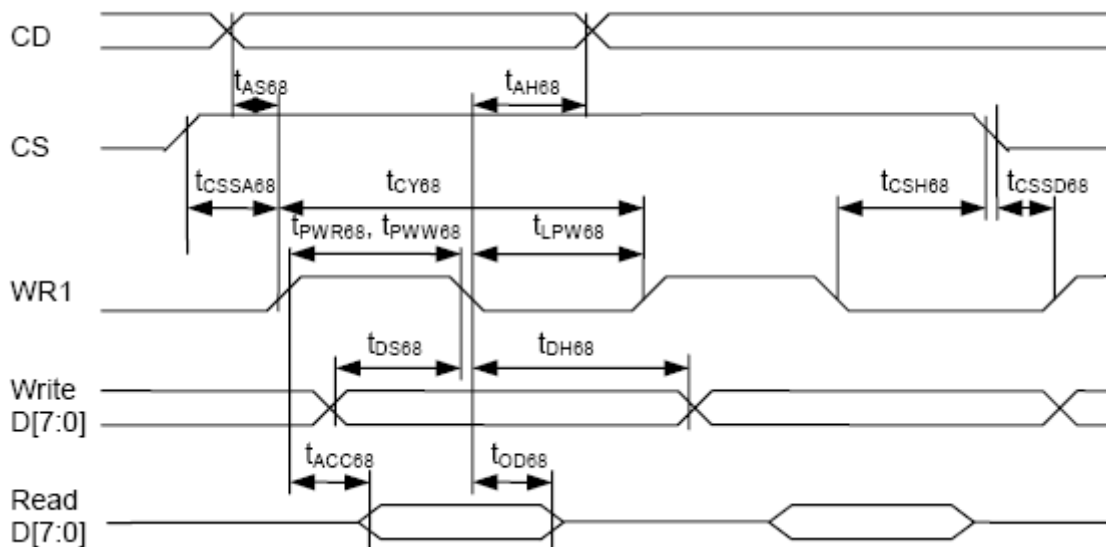 CD
tAS68
tAH68
CS
tCSSA68
tCY68
tCSH68
tCSSD68
tPWR68, tPWW68
tLPW68
WR1
tDS68
tDH68
Write
D[7:0]
tACC68
tOD68
Read
D[7:0]